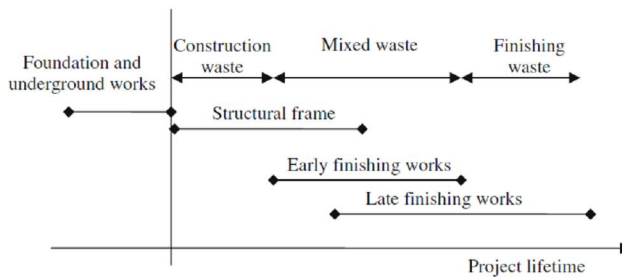 Foundation and
underground works
Construction
waste
Mixed waste
Finishing
waste
Structural frame
Early finishing works
Late finishing works
Project lifetime